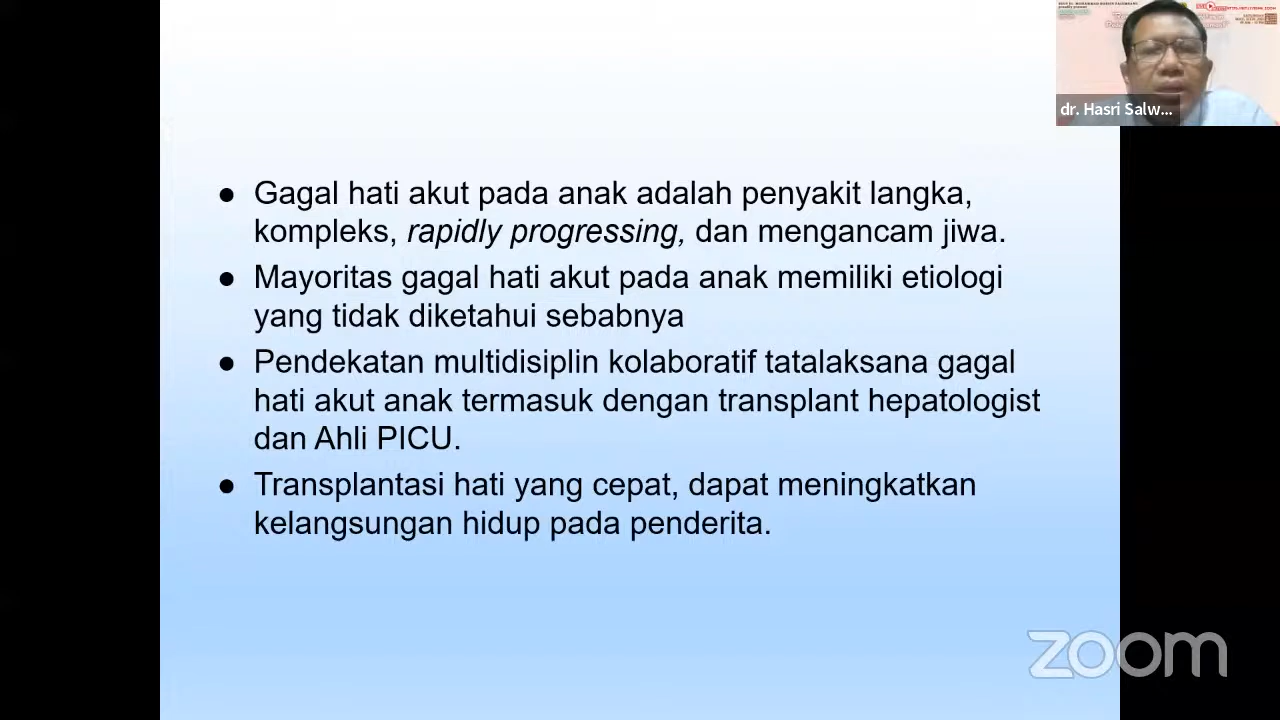 ● Gagal hati akut pada anak adalah penyakit langka,
kompleks, rapidly progressing, dan mengancam jiwa.
● Mayoritas gagal hati akut pada anak memiliki etiologi
yang tidak diketahui sebabnya
● Pendekatan multidisiplin kolaboratif tatalaksana gagal
hati akut anak termasuk dengan transplant hepatologist
dan Ahli PICU.
● Transplantasi hati yang cepat, dapat meningkatkan
kelangsungan hidup pada penderita.
dr. Hasri Salw...
zoom